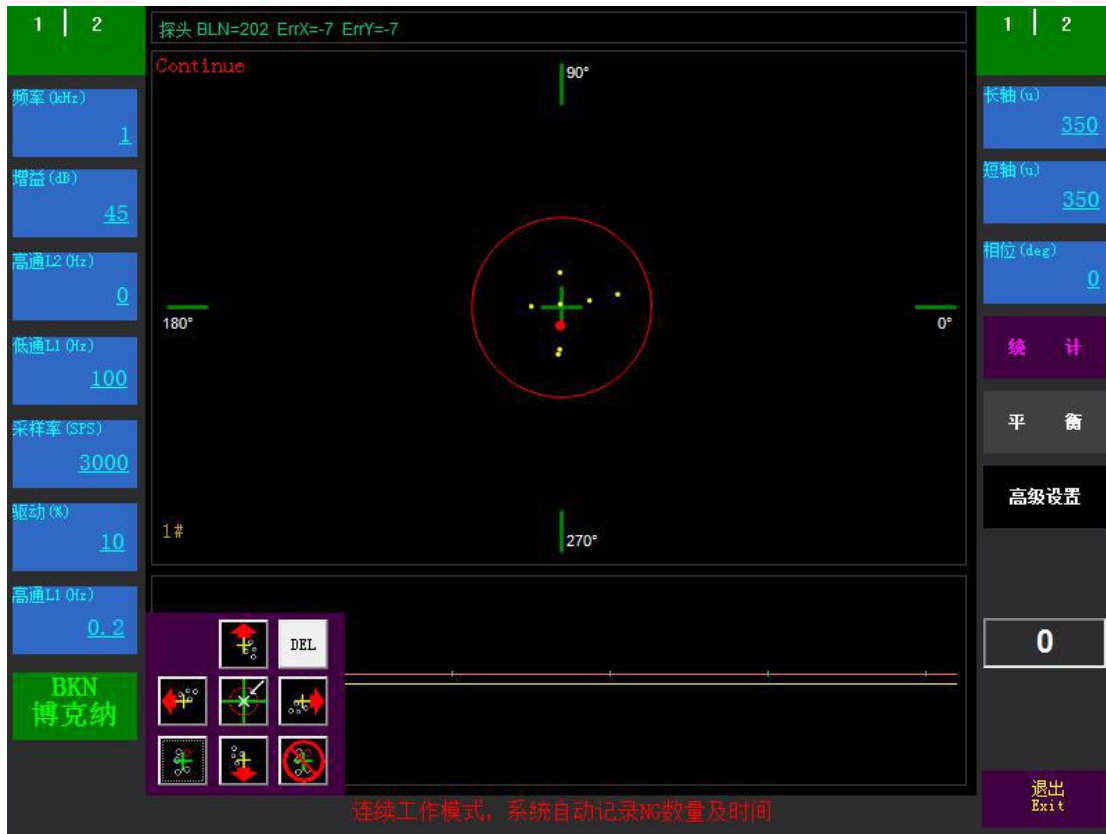 1 | 2
探头 BLN=202 ErrX=-7 ErrY=-7
1 | 2
频率(kHz)
1
增益(dB)
45
高通L2(Hz)
0
低通L1(Hz)
100
采样率(SPS)
3000
驱动(%)
10
高通L1(Hz)
0.2
BKN
博克纳
Continue
90°
180°
0°
270°
1#
DEL
长轴(u)
350
短轴(u)
350
相位(deg)
0
统 计
平 衡
高级设置
0
退出
Exit
连续工作模式，系统自动记录NG数量及时间